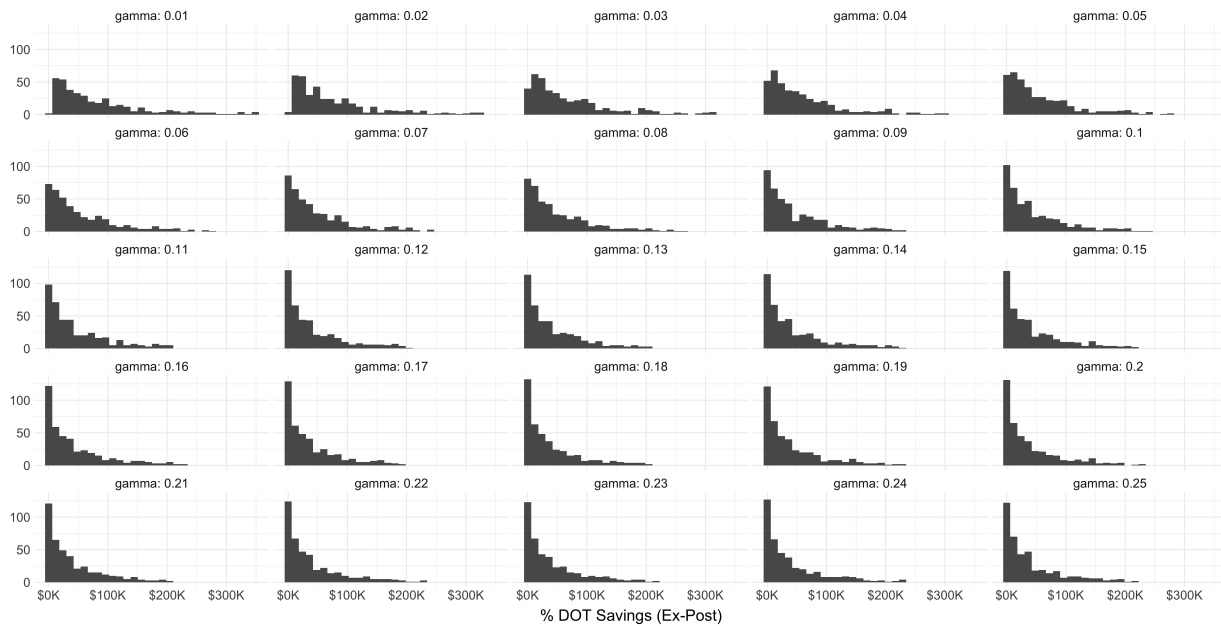 gamma: 0.01 gamma: 0.02 gamma: 0.03 gamma: 0.04 gamma: 0.05
100
50
0
gamma: 0.06 gamma: 0.07 gamma: 0.08 gamma: 0.09 gamma: 0.1
100
50
0
gamma: 0.11 gamma: 0.12 gamma: 0.13 gamma: 0.14 gamma: 0.15
100
50
0
gamma: 0.16 gamma: 0.17 gamma: 0.18 gamma: 0.19 gamma: 0.2
100
50
0
gamma: 0.21 gamma: 0.22 gamma: 0.23 gamma: 0.24 gamma: 0.25
100
50
0
$0K $100K $200K $300K $0K $100K $200K $300K $0K $100K $200K $300K $0K $100K $200K $300K $0K $100K $200K $300K
% DOT Savings (Ex-Post)